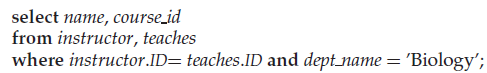 select name, course_id
from instructor, teaches
where instructor.ID= teaches.ID and dept_name = ’Biology’;